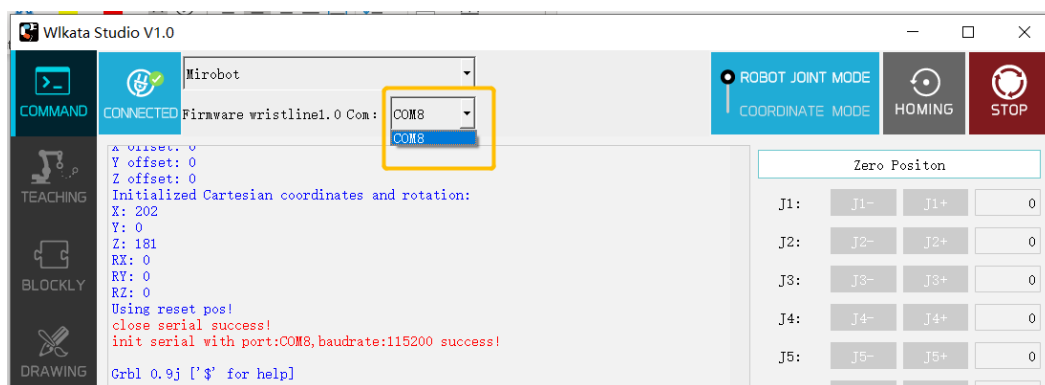 Wlkata Studio V1.0
COMMAND
CONNECTED
Mirobot
Firmware wristline1.0 Com:
COM8
COM8
ROBOT JOINT MODE
COORDINATE MODE
HOMING
STOP
TEACHING
BLOCKLY
DRAWING
X offset: 0
Y offset: 0
Z offset: 0
Initialized Cartesian coordinates and rotation:
X: 202
Y: 0
Z: 181
RX: 0
RY: 0
RZ: 0
Using reset pos!
close serial success!
init serial with port:COM8,baudrate:115200 success!
Grbl 0.9j ['$' for help]
Zero Positon
J1: J1- J1+ 0
J2: J2- J2+ 0
J3: J3- J3+ 0
J4: J4- J4+ 0
J5: J5- J5+ 0